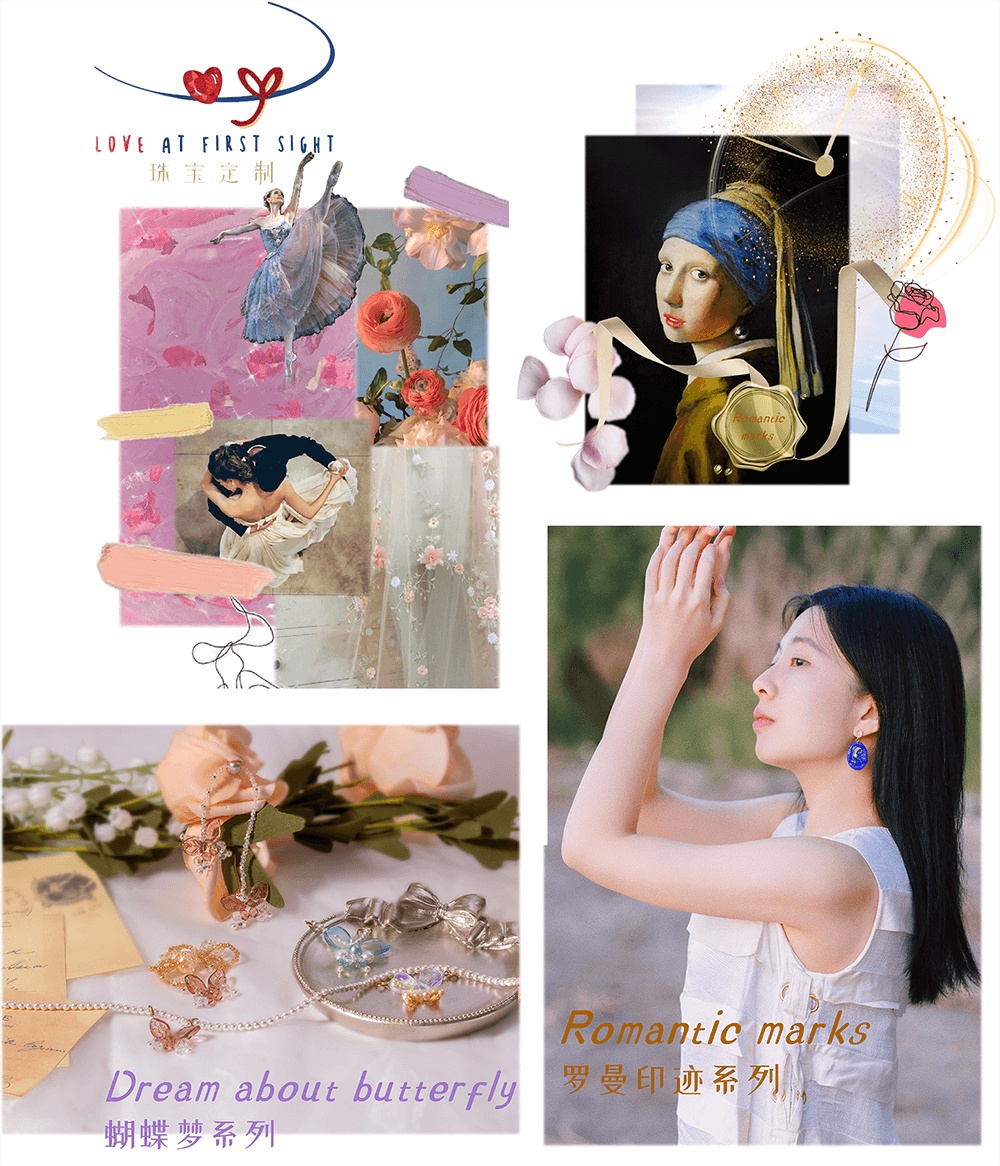 LOVE AT FIRST SIGHT
珠宝定制
Romantic
marks
Dream about butterfly
蝴蝶梦系列
Romantic marks
罗曼印迹系列